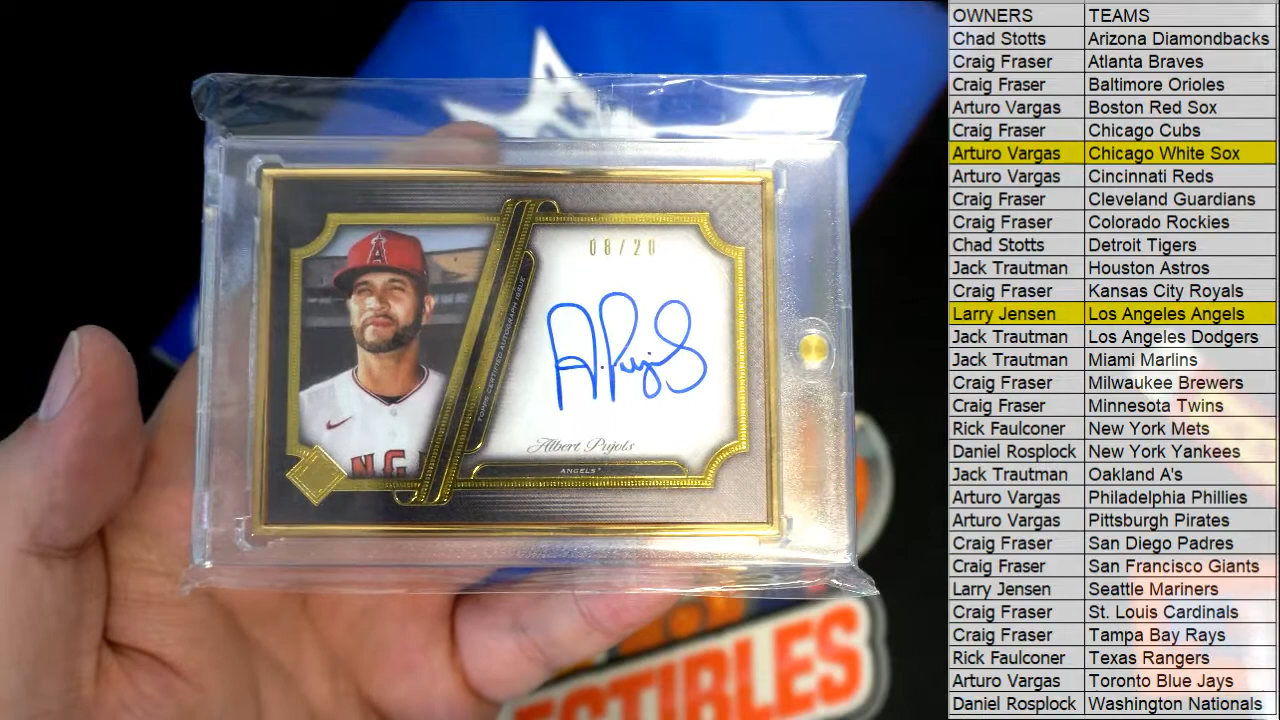 08/20
TOPPS CERTIFIED AUTOGRAPH ISSUE
A. Pujols
Albert Pujols
ANGELS
A
ANG
ECTIBLES
OWNERS TEAMS
Chad Stotts Arizona Diamondbacks
Craig Fraser Atlanta Braves
Craig Fraser Baltimore Orioles
Arturo Vargas Boston Red Sox
Craig Fraser Chicago Cubs
Arturo Vargas Chicago White Sox
Arturo Vargas Cincinnati Reds
Craig Fraser Cleveland Guardians
Craig Fraser Colorado Rockies
Chad Stotts Detroit Tigers
Jack Trautman Houston Astros
Craig Fraser Kansas City Royals
Larry Jensen Los Angeles Angels
Jack Trautman Los Angeles Dodgers
Jack Trautman Miami Marlins
Craig Fraser Milwaukee Brewers
Craig Fraser Minnesota Twins
Rick Faulconer New York Mets
Daniel Rosplock New York Yankees
Jack Trautman Oakland A's
Arturo Vargas Philadelphia Phillies
Arturo Vargas Pittsburgh Pirates
Craig Fraser San Diego Padres
Craig Fraser San Francisco Giants
Larry Jensen Seattle Mariners
Craig Fraser St. Louis Cardinals
Craig Fraser Tampa Bay Rays
Rick Faulconer Texas Rangers
Arturo Vargas Toronto Blue Jays
Daniel Rosplock Washington Nationals